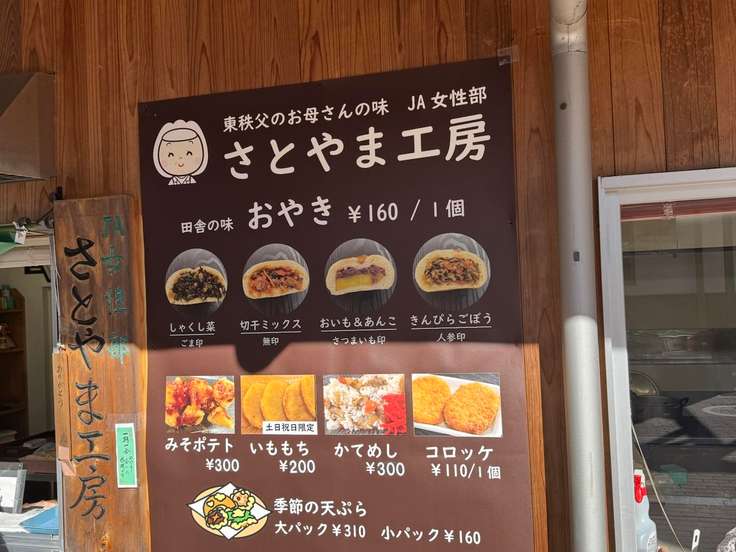 東秩父のお母さんの味 JA女性部
さとやま工房
田舎の味 おやき ¥160 / 1個
しゃくし菜 切干ミックス おいも&あんこ きんぴらごぼう
ごま印 無印 さつまいも印 人参印
土日祝日限定
みそポテト いももち かてめし コロッケ
¥300 ¥200 ¥300 ¥110/1個
季節の天ぷら
大パック¥310 小パック¥160
JA女性部
さとやま工房